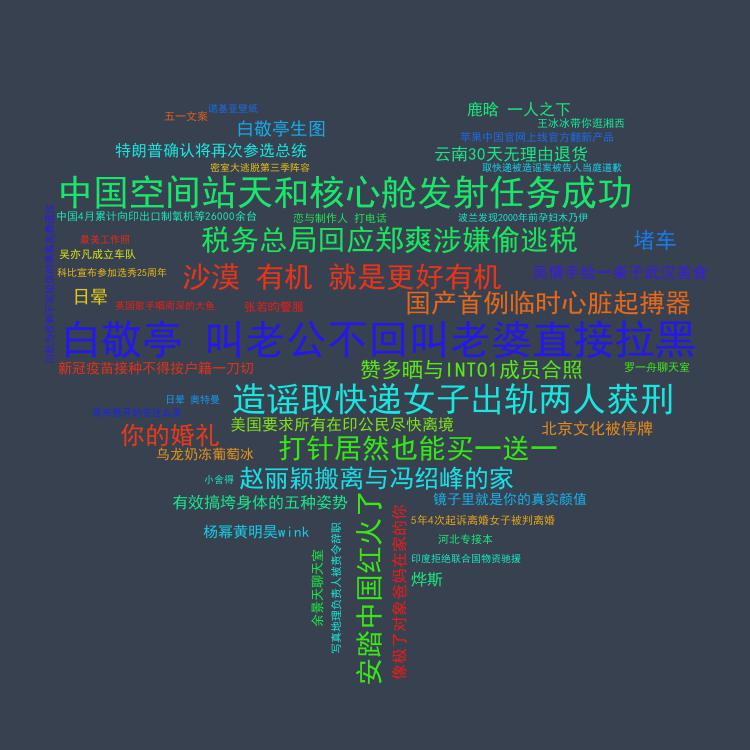 诺基亚壁纸
五一文案
鹿晗 一人之下
白敬亭生图
王冰冰带你逛湘西
苹果中国官网上线官方翻新产品
特朗普确认将再次参选总统
云南30天无理由退货
密室大逃脱第三季阵容
取快递被造谣案被告人当庭道歉
中国空间站天和核心舱发射任务成功
中国4月累计向印出口制氧机等26000余台
恋与制作人 打电话
波兰发现2000年前孕妇木乃伊
最美工作照
税务总局回应郑爽涉嫌偷逃税
堵车
吴亦凡成立车队
科比宣布参加选秀25周年
沙漠 有机 就是更好有机
日晕
英国歌手唱周深的大鱼
张若昀餐服
国产首例临时心脏起搏器
白敬亭 叫老公不回叫老婆直接拉黑
新冠疫苗接种不得按户籍一刀切
赞多晒与INTO1成员合照
罗一舟聊天室
日晕 奥特曼
造谣取快递女子出轨两人获刑
你的婚礼
美国要求所有在印公民尽快离境
北京文化被停牌
乌龙奶冻葡萄冰
打针居然也能买一送一
小舍得
赵丽颖搬离与冯绍峰的家
有效搞垮身体的五种姿势
镜子里就是你的真实颜值
杨幂黄明昊wink
5年4次起诉离婚女子被判离婚
河北专接本
印度拒绝联合国物资驰援
烨斯
余景天聊天室
写真地理负责人被责令辞职
安踏中国红火了
像极了对象爸妈在家的你